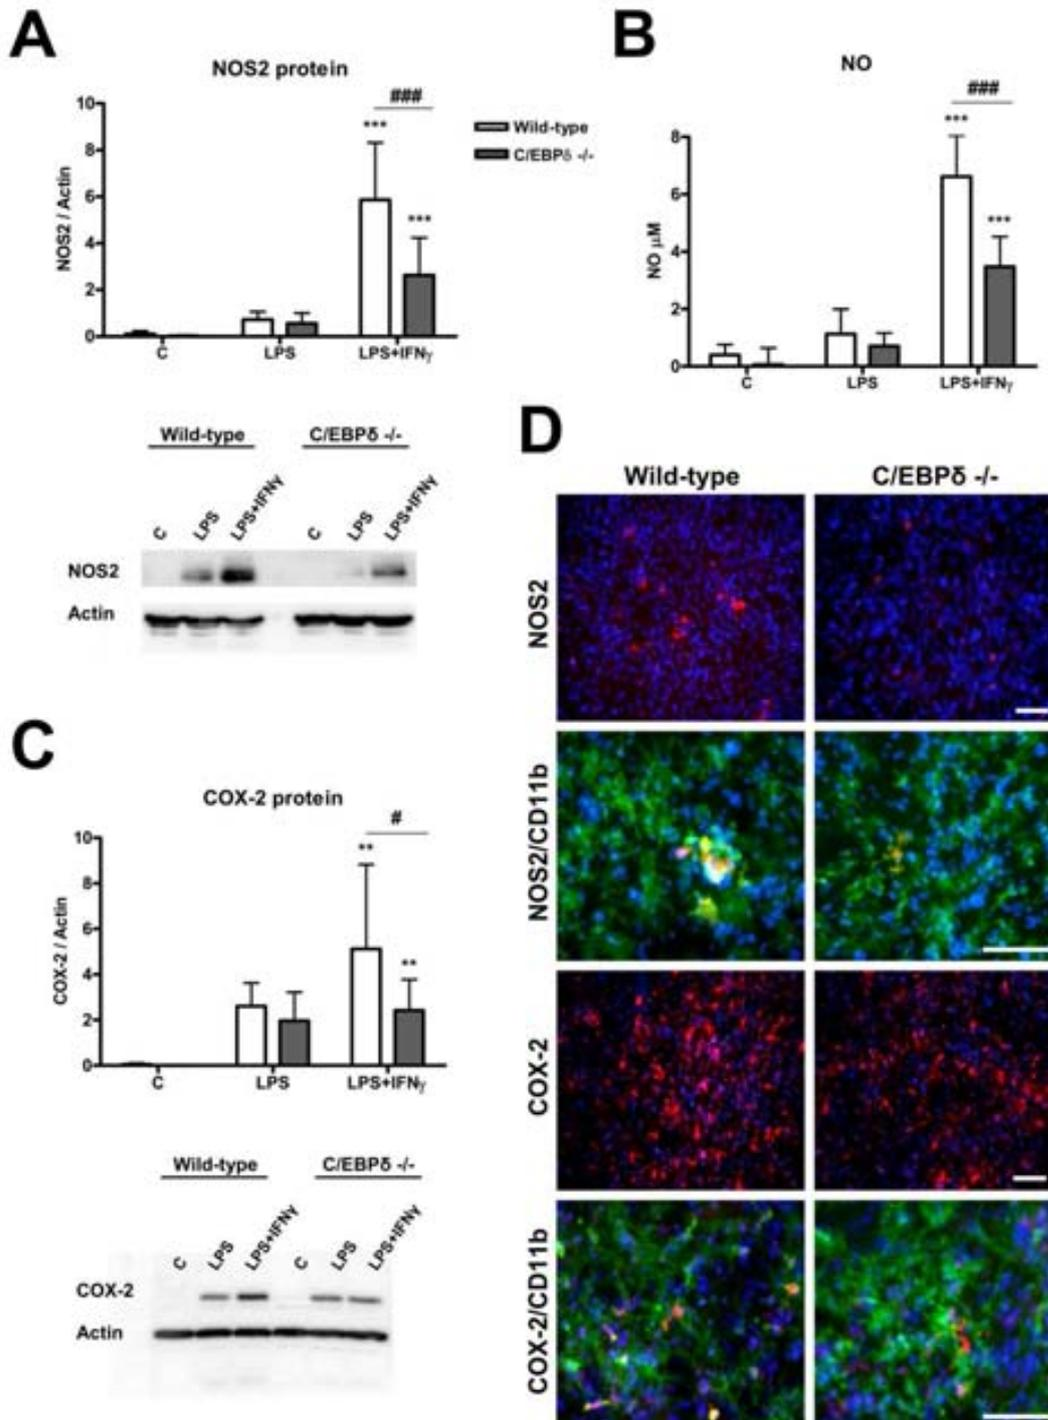 A
NOS2 protein
###
***
***
10
8
6
4
2
0
NOS2 / Actin
C
LPS
LPS+IFNγ
Wild-type
C/EBPδ -/-
B
NO
###
***
***
8
6
4
2
0
NO μM
C
LPS
LPS+IFNγ
Wild-type
C/EBPδ -/-
C
LPS
LPS+IFNγ
C
LPS
LPS+IFNγ
NOS2
Actin
C
COX-2 protein
#
**
**
10
8
6
4
2
0
COX-2 / Actin
C
LPS
LPS+IFNγ
Wild-type
C/EBPδ -/-
C
LPS
LPS+IFNγ
C
LPS
LPS+IFNγ
COX-2
Actin
D
Wild-type
C/EBPδ -/-
NOS2
NOS2/CD11b
COX-2
COX-2/CD11b